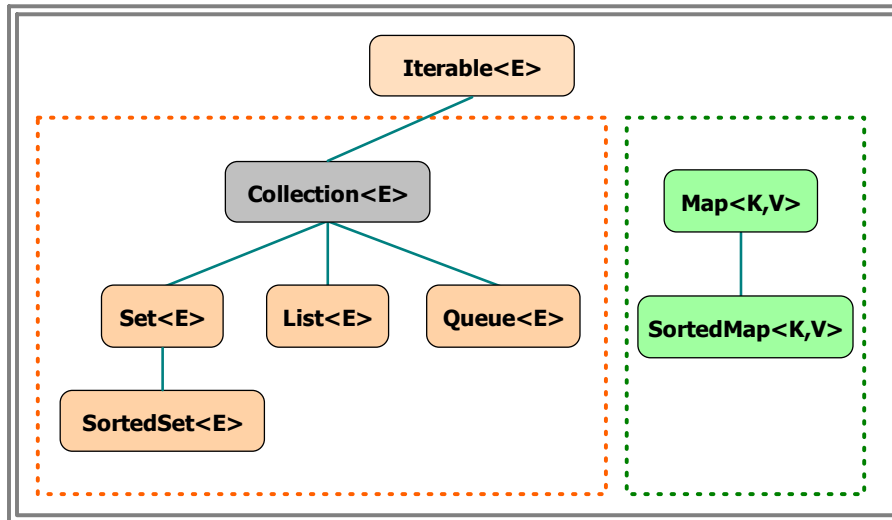 Iterable<E>
Collection<E>
Map<K,V>
Set<E>
List<E>
Queue<E>
SortedMap<K,V>
SortedSet<E>